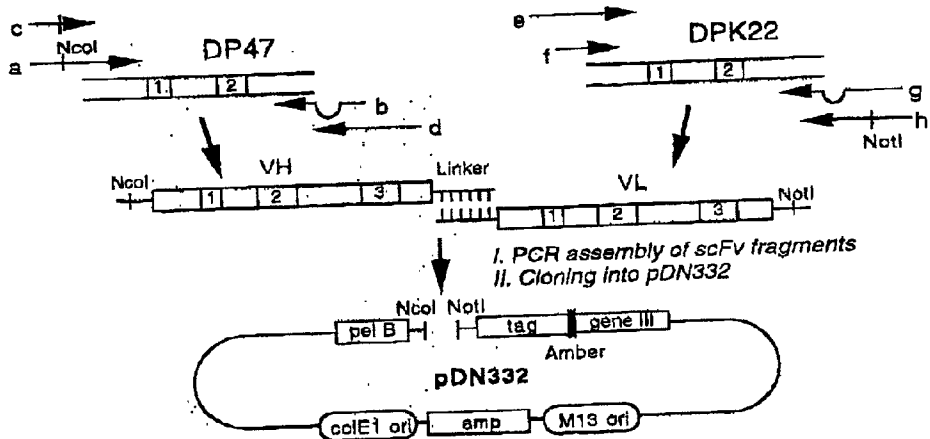 c
NcoI
a
DP47
1
2
b
d
e
DPK22
f
1
2
g
h
NotI
NcoI
VH
Linker
VL
NotI
1
2
3
1
2
3
I. PCR assembly of scFv fragments
II. Cloning into pDN332
NcoI NotI
pel B
tag
gene III
Amber
pDN332
colE1 ori
amp
M13 ori